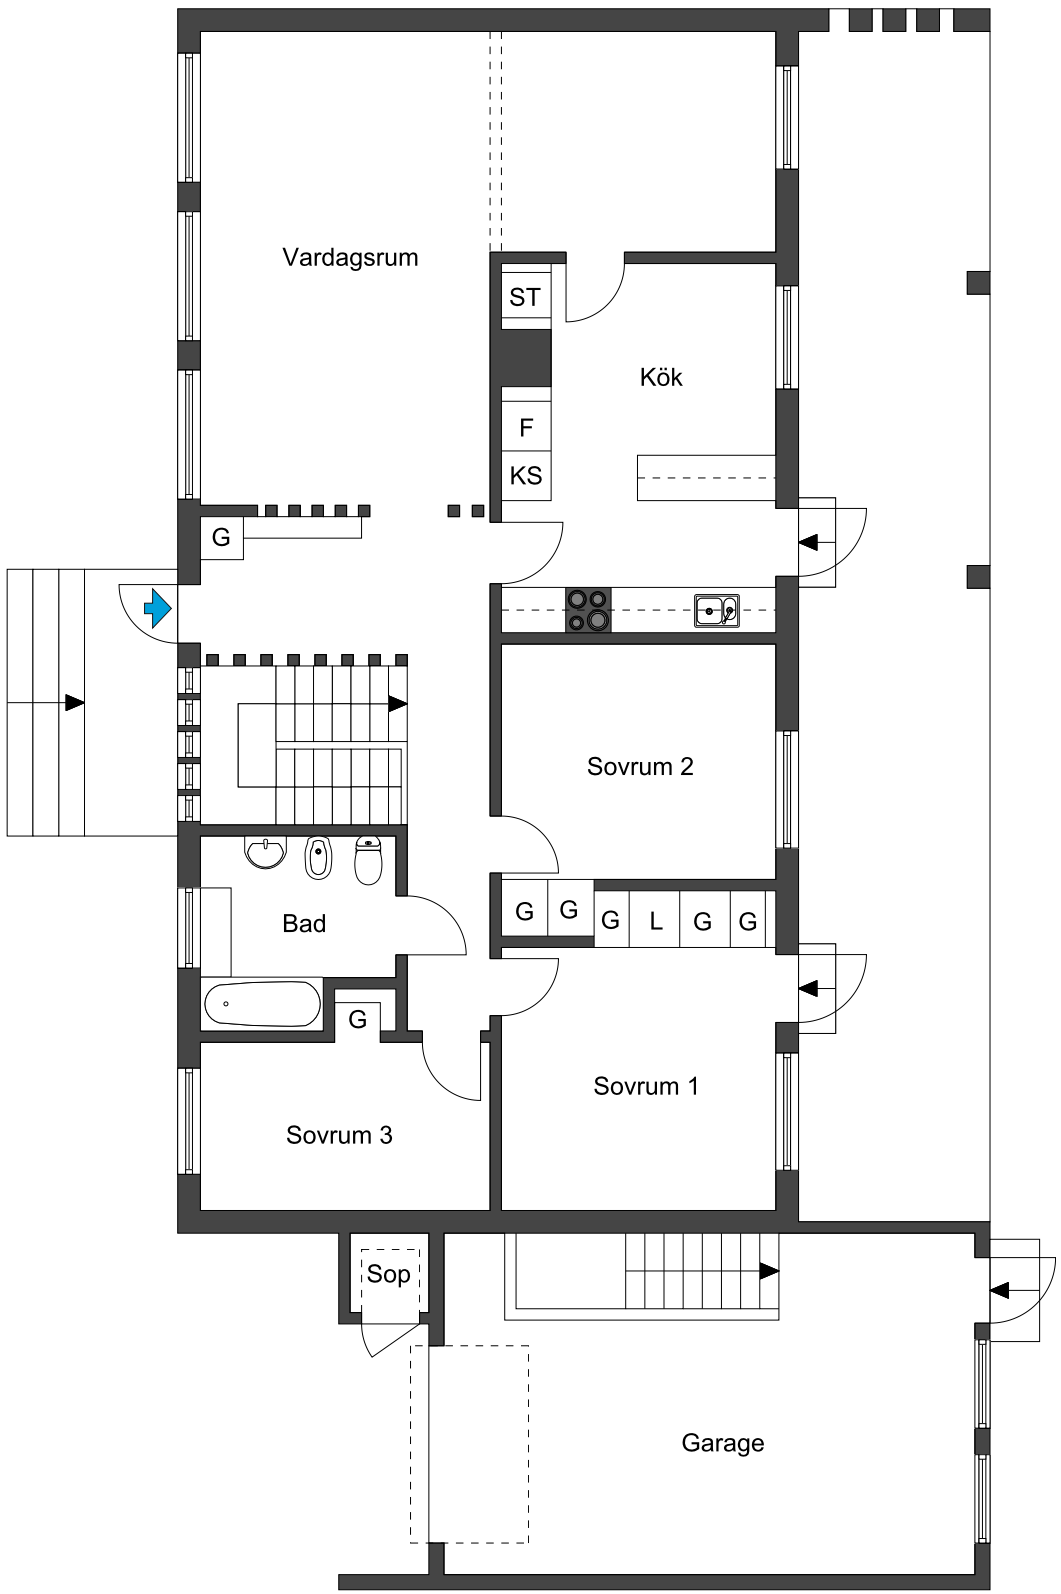 Vardagsrum
ST
Kök
F
KS
G
Sovrum 2
G
G
G
L
G
G
Bad
G
Sovrum 1
Sovrum 3
Sop
Garage